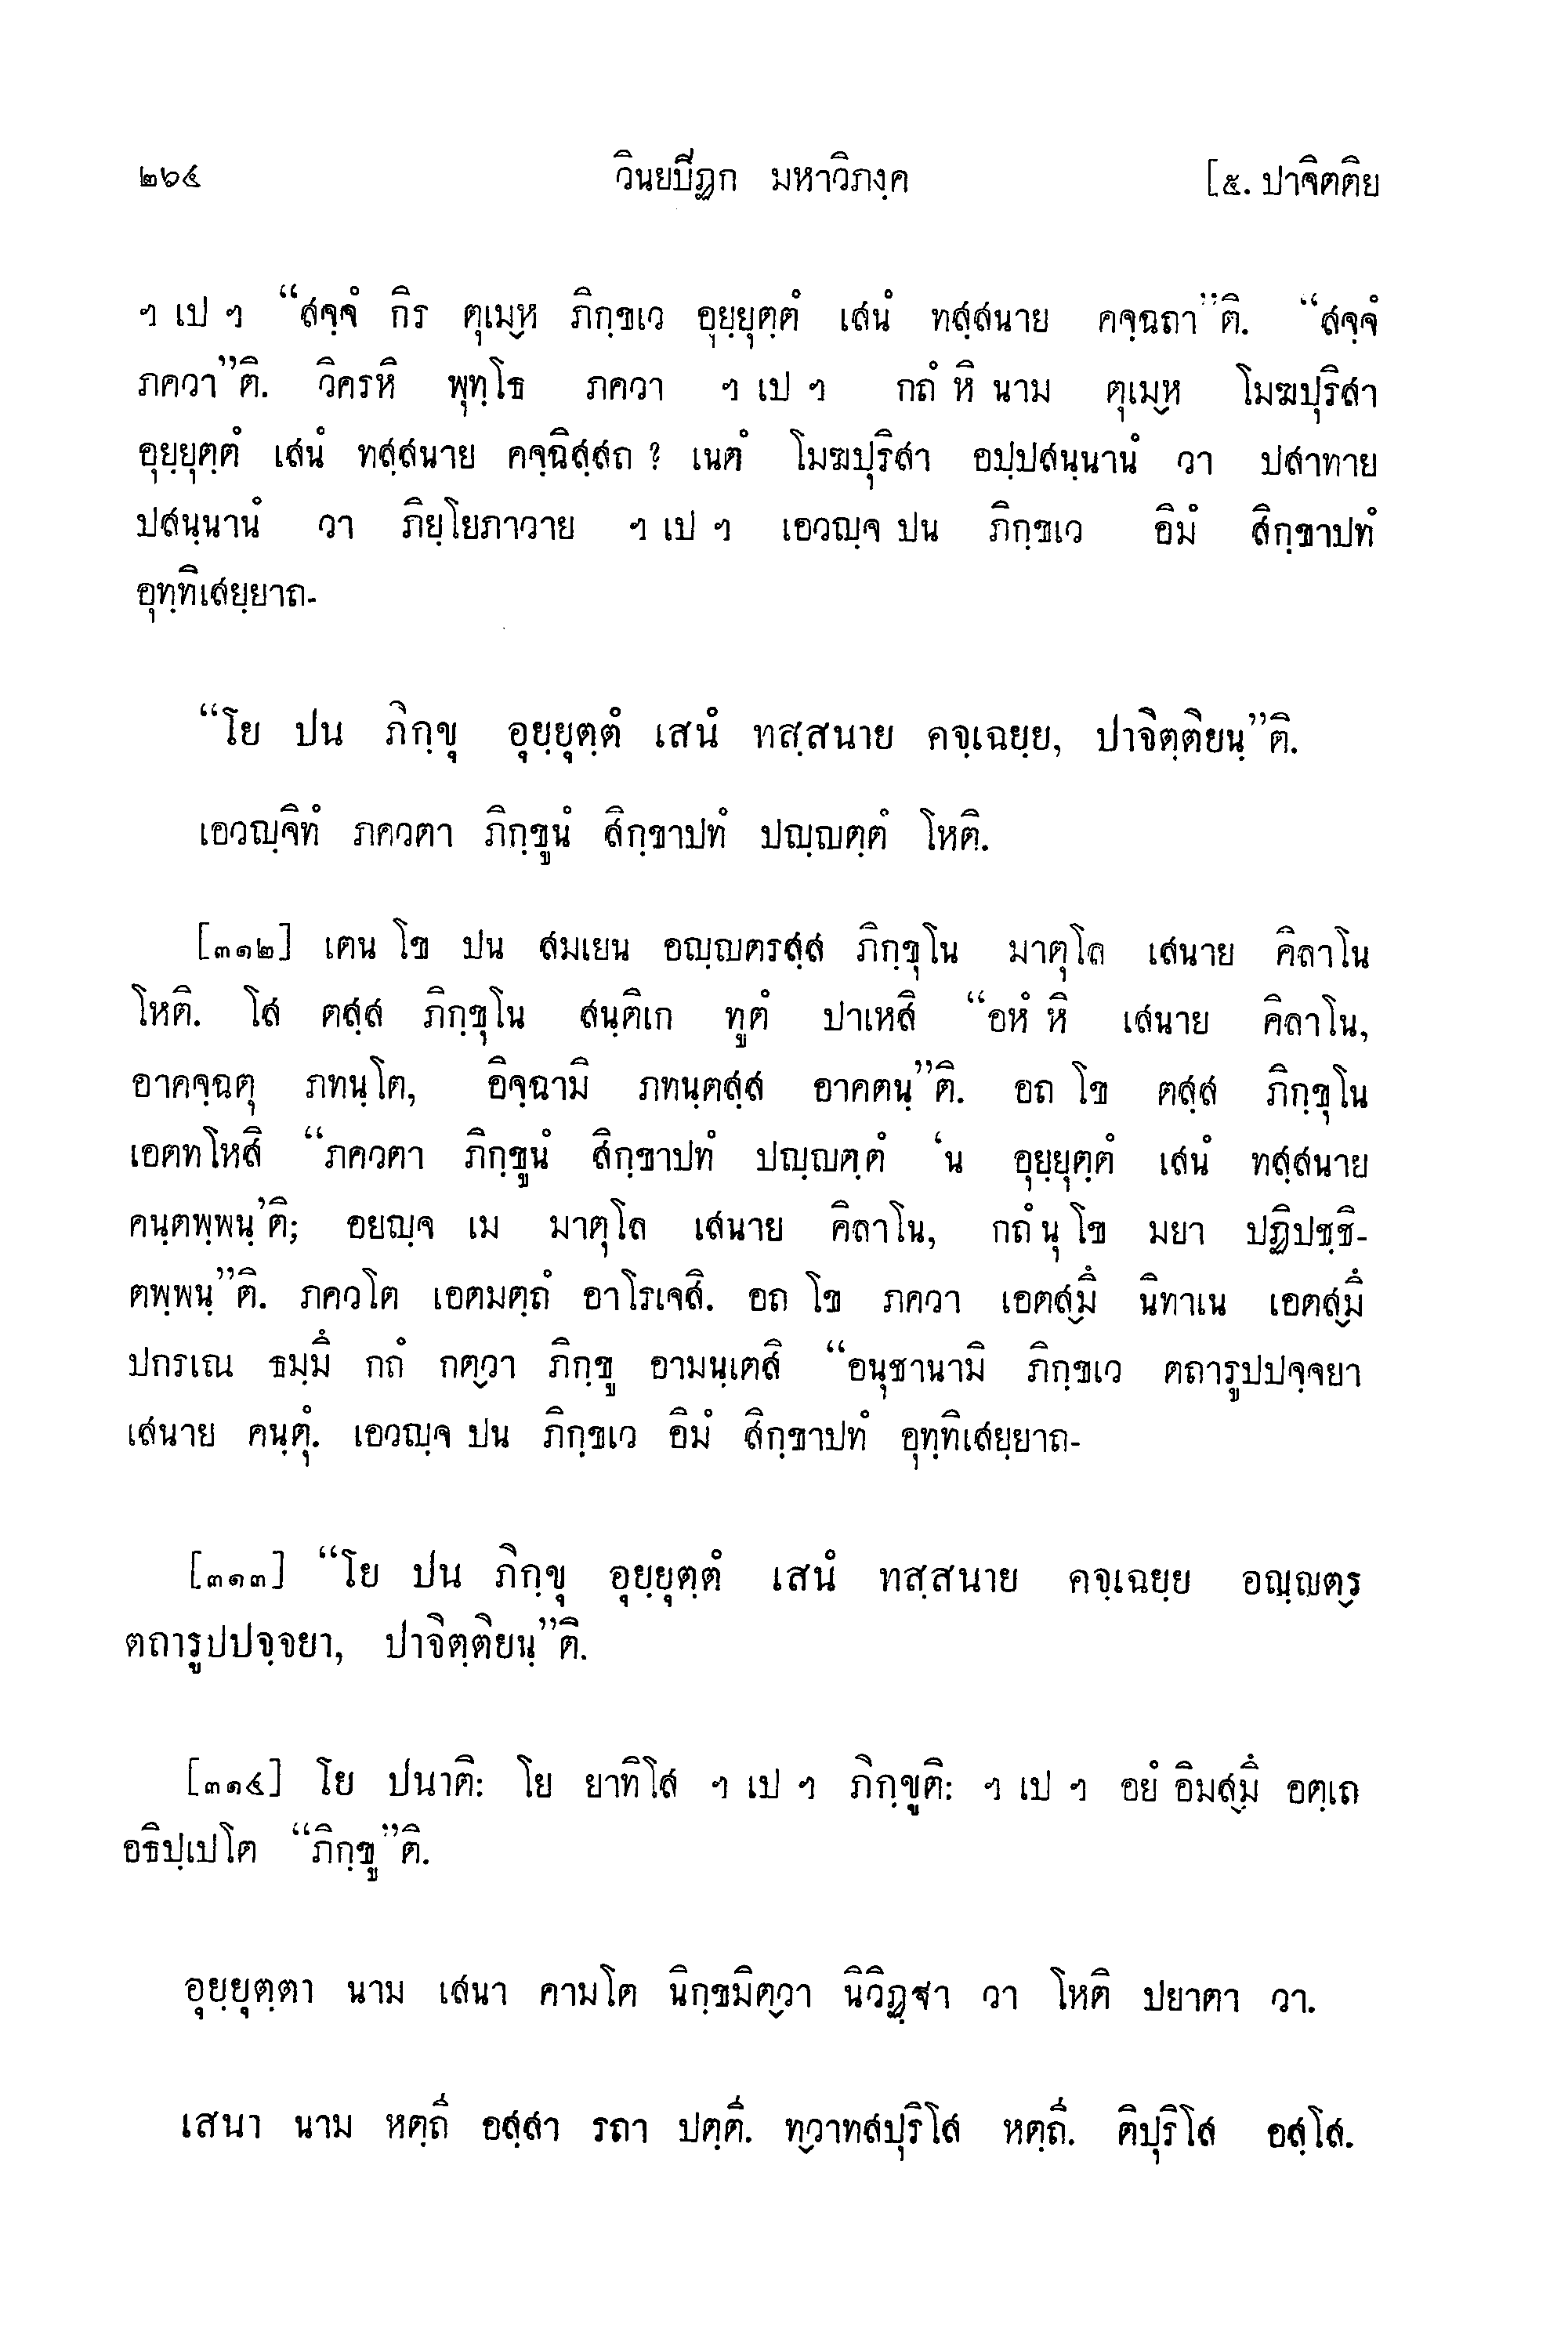 ๒๖๔ วินยปิฏก มหาวิภงฺค [๕. ปาจิตติย
ฯ เป ฯ “สจฺจํ กิร ตุเมฺห ภิกฺขเว อุยฺยุตฺตํ เสนํ ทสฺสนาย คจฺฉถา”ติ. “สจฺจํ
ภควา”ติ. วิครหิ พุทฺโธ ภควา ฯ เป ฯ กถํ หิ นาม ตุเมฺห โมฆปุริสา
อุยฺยุตฺตํ เสนํ ทสฺสนาย คจฺฉิสฺสถ ? เนตํ โมฆปุริสา อปฺปสนฺนานํ วา ปสาทาย
ปสนฺนานํ วา ภิยฺโยภาวาย ฯ เป ฯ เอวญฺจ ปน ภิกฺขเว อิมํ สิกฺขาปทํ
อุทฺทิเสยฺยาถ-
“โย ปน ภิกฺขุ อุยฺยุตฺตํ เสนํ ทสฺสนาย คจฺเฉยฺย, ปาจิตฺติยนฺ”ติ.
เอวญฺจิทํ ภควตา ภิกฺขูนํ สิกฺขาปทํ ปญฺญตฺตํ โหติ.
[๓๑๒] เตน โข ปน สมเยน อญฺญตรสฺส ภิกฺขุโน มาตุโล เสนาย คิลาโน
โหติ. โส ตสฺส ภิกฺขุโน สนฺติเก ทูตํ ปาเหสิ “อหํ หิ เสนาย คิลาโน,
อาคจฺฉตุ ภทนฺโต, อิจฺฉามิ ภทนฺตสฺส อาคตนฺ”ติ. อถ โข ตสฺส ภิกฺขุโน
เอตทโหสิ “ภควตา ภิกฺขูนํ สิกฺขาปทํ ปญฺญตฺตํ ‘น อุยฺยุตฺตํ เสนํ ทสฺสนาย
คนฺตพฺพนฺ’ติ; อยญฺจ เม มาตุโล เสนาย คิลาโน, กถํ นุ โข มยา ปฏิปชฺชิ-
ตพฺพนฺ”ติ. ภควโต เอตมตฺถํ อาโรเจสิ. อถ โข ภควา เอตสฺมึ นิทาเน เอตสฺมึ
ปกรเณ ธมฺมึ กถํ กตฺวา ภิกฺขู อามนฺเตสิ “อนุชานามิ ภิกฺขเว ตถารูปปจฺจยา
เสนาย คนฺตุํ. เอวญฺจ ปน ภิกฺขเว อิมํ สิกฺขาปทํ อุทฺทิเสยฺยาถ-
[๓๑๓] “โย ปน ภิกฺขุ อุยฺยุตฺตํ เสนํ ทสฺสนาย คจฺเฉยฺย อญฺญตฺร
ตถารูปปจฺจยา, ปาจิตฺติยนฺ”ติ.
[๓๑๔] โย ปนาติ: โย ยาทิโส ฯ เป ฯ ภิกฺขูติ: ฯ เป ฯ อยํ อิมสฺมึ อตฺเถ
อธิปฺเปโต “ภิกฺขู”ติ.
อุยฺยุตฺตา นาม เสนา คามโต นิกฺขมิตฺวา นิวิฏฺฐา วา โหติ ปยาตา วา.
เสนา นาม หตฺถี อสฺสา รถา ปตฺตี. ทฺวาทสปุริโส หตฺถี. ติปุริโส อสฺโส.